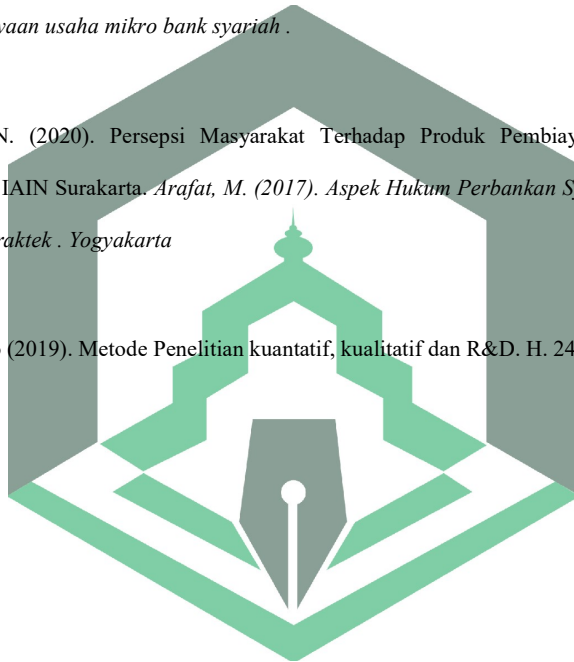 yaan usaha mikro bank syariah .
N. (2020). Persepsi Masyarakat Terhadap Produk Pembiay
IAIN Surakarta. Arafat, M. (2017). Aspek Hukum Perbankan Sy
raktek . Yogyakarta
(2019). Metode Penelitian kuantatif, kualitatif dan R&D. H. 24